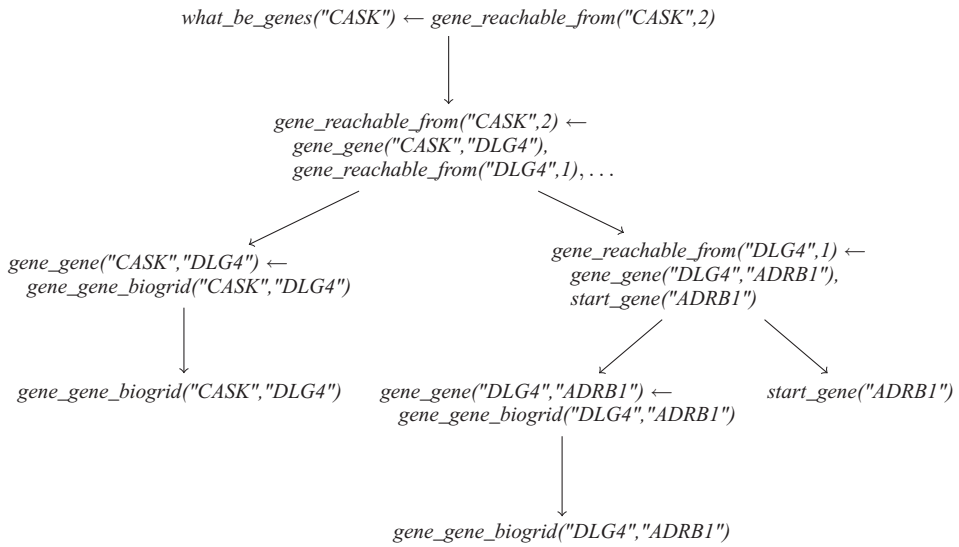 what_be_genes("CASK") ← gene_reachable_from("CASK",2)
gene_reachable_from("CASK",2) ←
gene_gene("CASK","DLG4"),
gene_reachable_from("DLG4",1), . . .
gene_gene("CASK","DLG4") ←
gene_gene_biogrid("CASK","DLG4")
gene_reachable_from("DLG4",1) ←
gene_gene("DLG4","ADRB1"),
start_gene("ADRB1")
gene_gene_biogrid("CASK","DLG4")
gene_gene("DLG4","ADRB1") ←
gene_gene_biogrid("DLG4","ADRB1")
start_gene("ADRB1")
gene_gene_biogrid("DLG4","ADRB1")